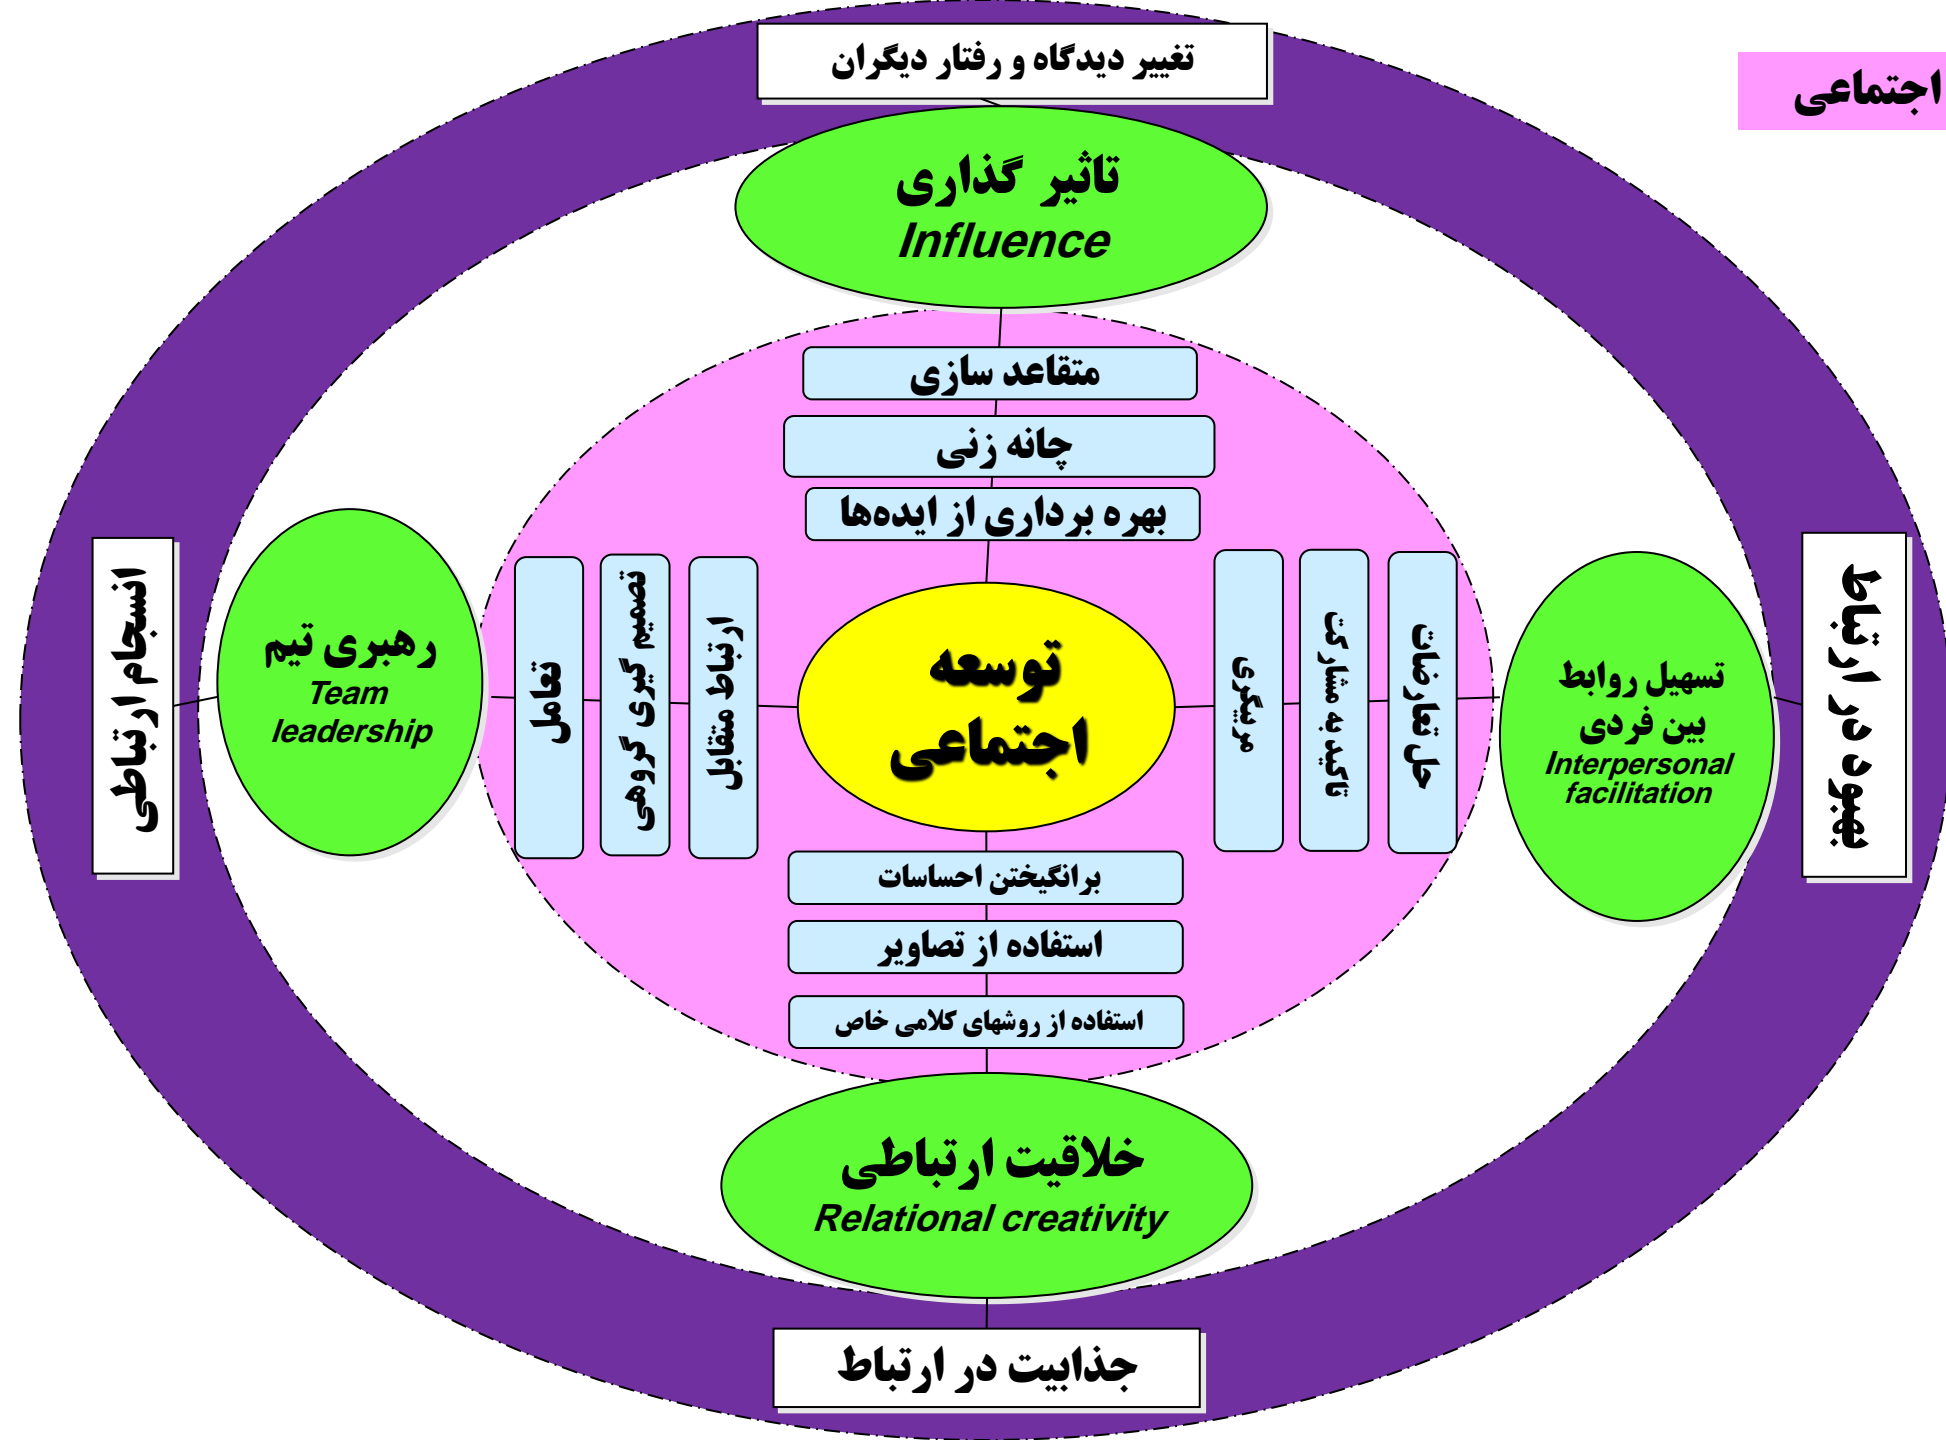 تغییر دیدگاه و رفتار دیگران
اجتماعی
تاثیر گذاری
Influence
متقاعد سازی
چانه زنی
بهره برداری از ایده‌ها
انسجام ارتباطی
رهبری تیم
Team
leadership
تعامل
تصمیم گیری گروهی
ارتباط متقابل
توسعه
اجتماعی
مربیگری
تاکید به مشارکت
حل تعارضات
تسهیل روابط
بین فردی
Interpersonal
facilitation
بهبود در ارتباط
برانگیختن احساسات
استفاده از تصاویر
استفاده از روشهای کلامی خاص
خلاقیت ارتباطی
Relational creativity
جذابیت در ارتباط